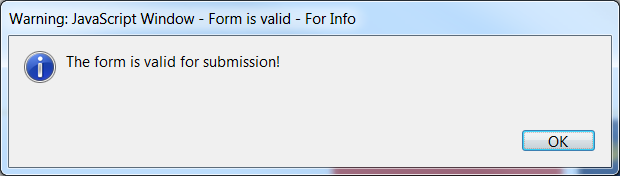 Warning: JavaScript Window - Form is valid - For Info
The form is valid for submission!
OK